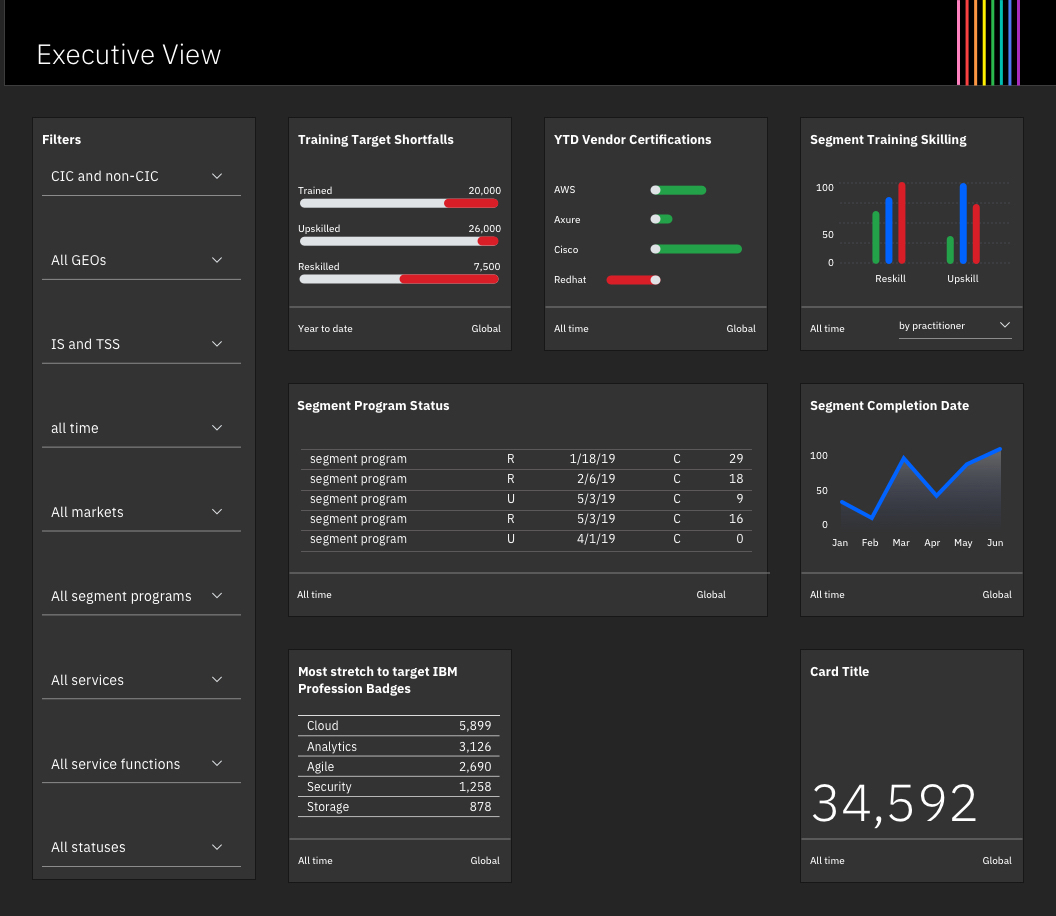 Executive View
Filters
CIC and non-CIC
All GEOs
IS and TSS
all time
All markets
All segment programs
All services
All service functions
All statuses
Training Target Shortfalls
Trained 20,000
Upskilled 26,000
Reskilled 7,500
Year to date Global
YTD Vendor Certifications
AWS
Axure
Cisco
Redhat
All time Global
Segment Training Skilling
100
50
0
Reskill Upskill
All time by practitioner
Segment Program Status
segment program R 1/18/19 C 29
segment program R 2/6/19 C 18
segment program U 5/3/19 C 9
segment program R 5/3/19 C 16
segment program U 4/1/19 C 0
All time Global
Segment Completion Date
100
50
0
Jan Feb Mar Apr May Jun
All time Global
Most stretch to target IBM
Profession Badges
Cloud 5,899
Analytics 3,126
Agile 2,690
Security 1,258
Storage 878
All time Global
Card Title
34,592
All time Global